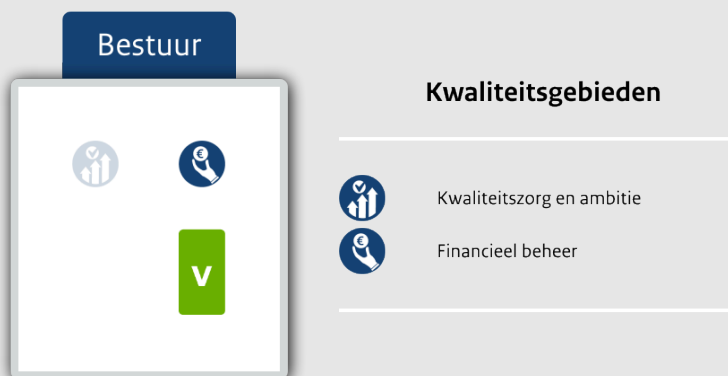 Bestuur
Kwaliteitsgebieden
€ €
V
€
Kwaliteitszorg en ambitie
Financieel beheer